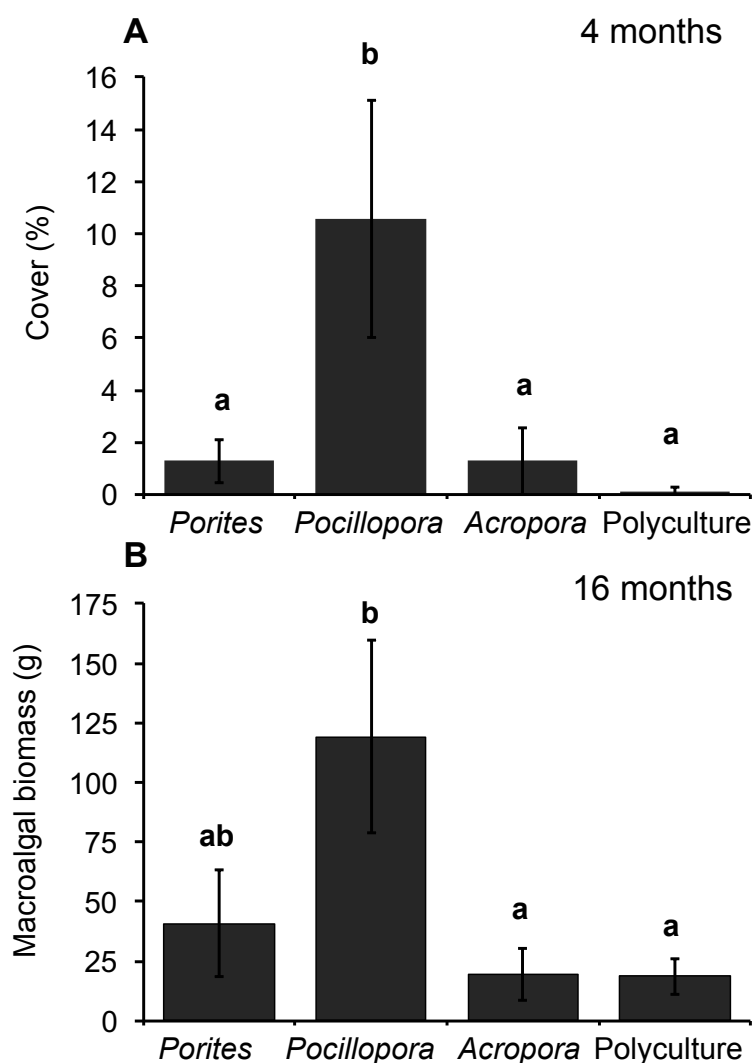 A
4 months
b
16
14
12
10
8
6
4
2
0
Cover (%)
a
a
a
Porites Pocillopora Acropora Polyculture
B
16 months
b
175
150
125
100
75
50
25
0
Macroalgal biomass (g)
ab
a
a
Porites Pocillopora Acropora Polyculture